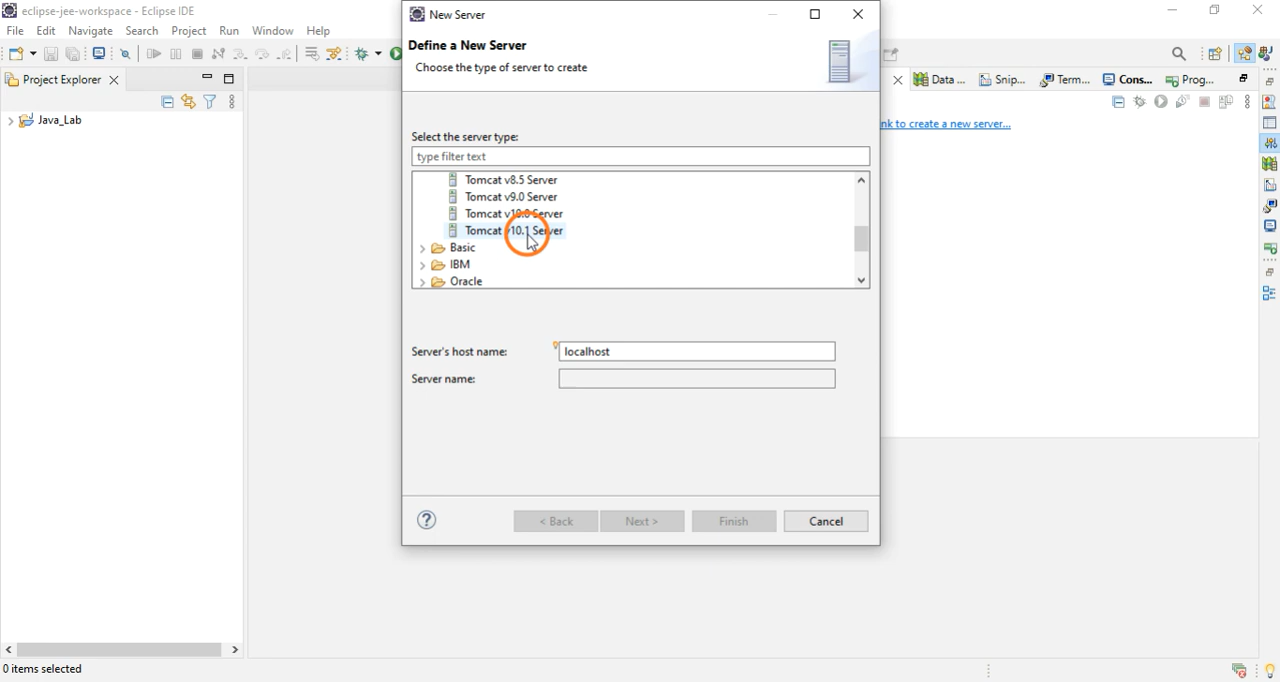 eclipse-jee-workspace - Eclipse IDE
File Edit Navigate Search Project Run Window Help
Project Explorer
Java_Lab
New Server
Define a New Server
Choose the type of server to create
Select the server type:
type filter text
Tomcat v8.5 Server
Tomcat v9.0 Server
Tomcat v10.0 Server
Tomcat v10.1 Server
Basic
IBM
Oracle
Server's host name: localhost
Server name:
? < Back Next > Finish Cancel
Data ... Snip... Term... Cons... Prog...
nk to create a new server...
0 items selected